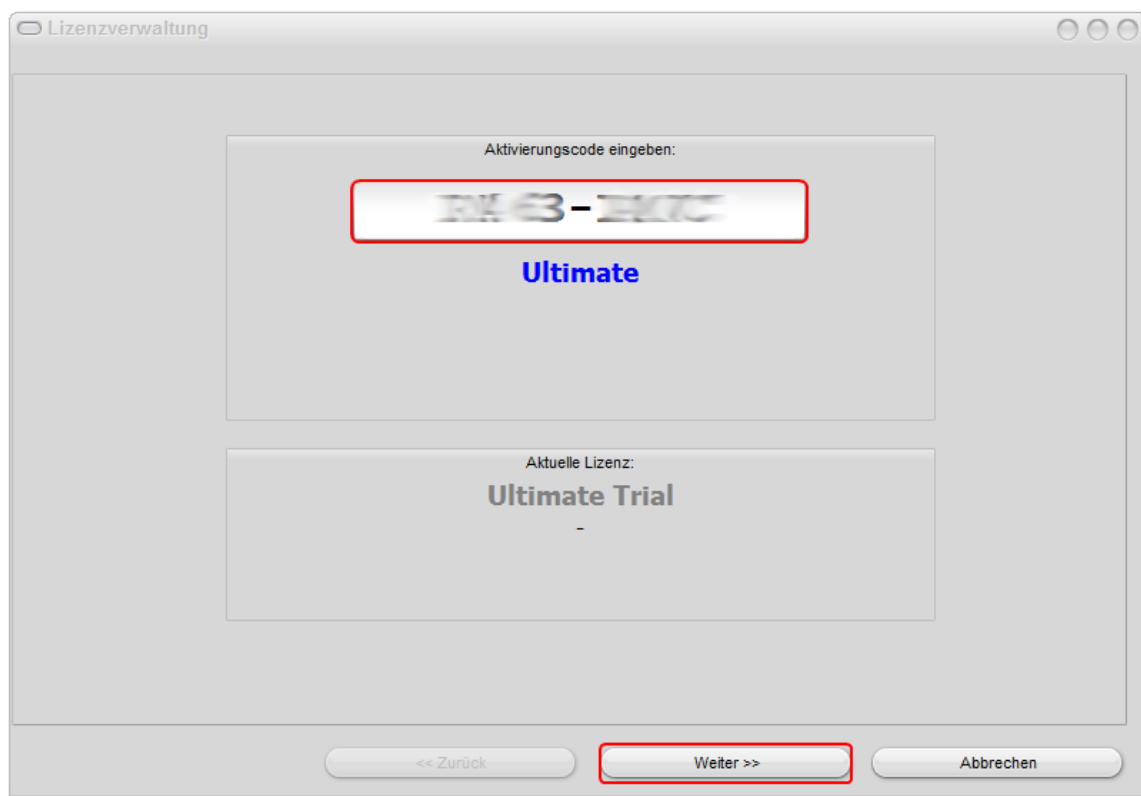 Lizenzverwaltung
Aktivierungscode eingeben:
Ultimate
Aktuelle Lizenz:
Ultimate Trial
-
<< Zurück Weiter >> Abbrechen